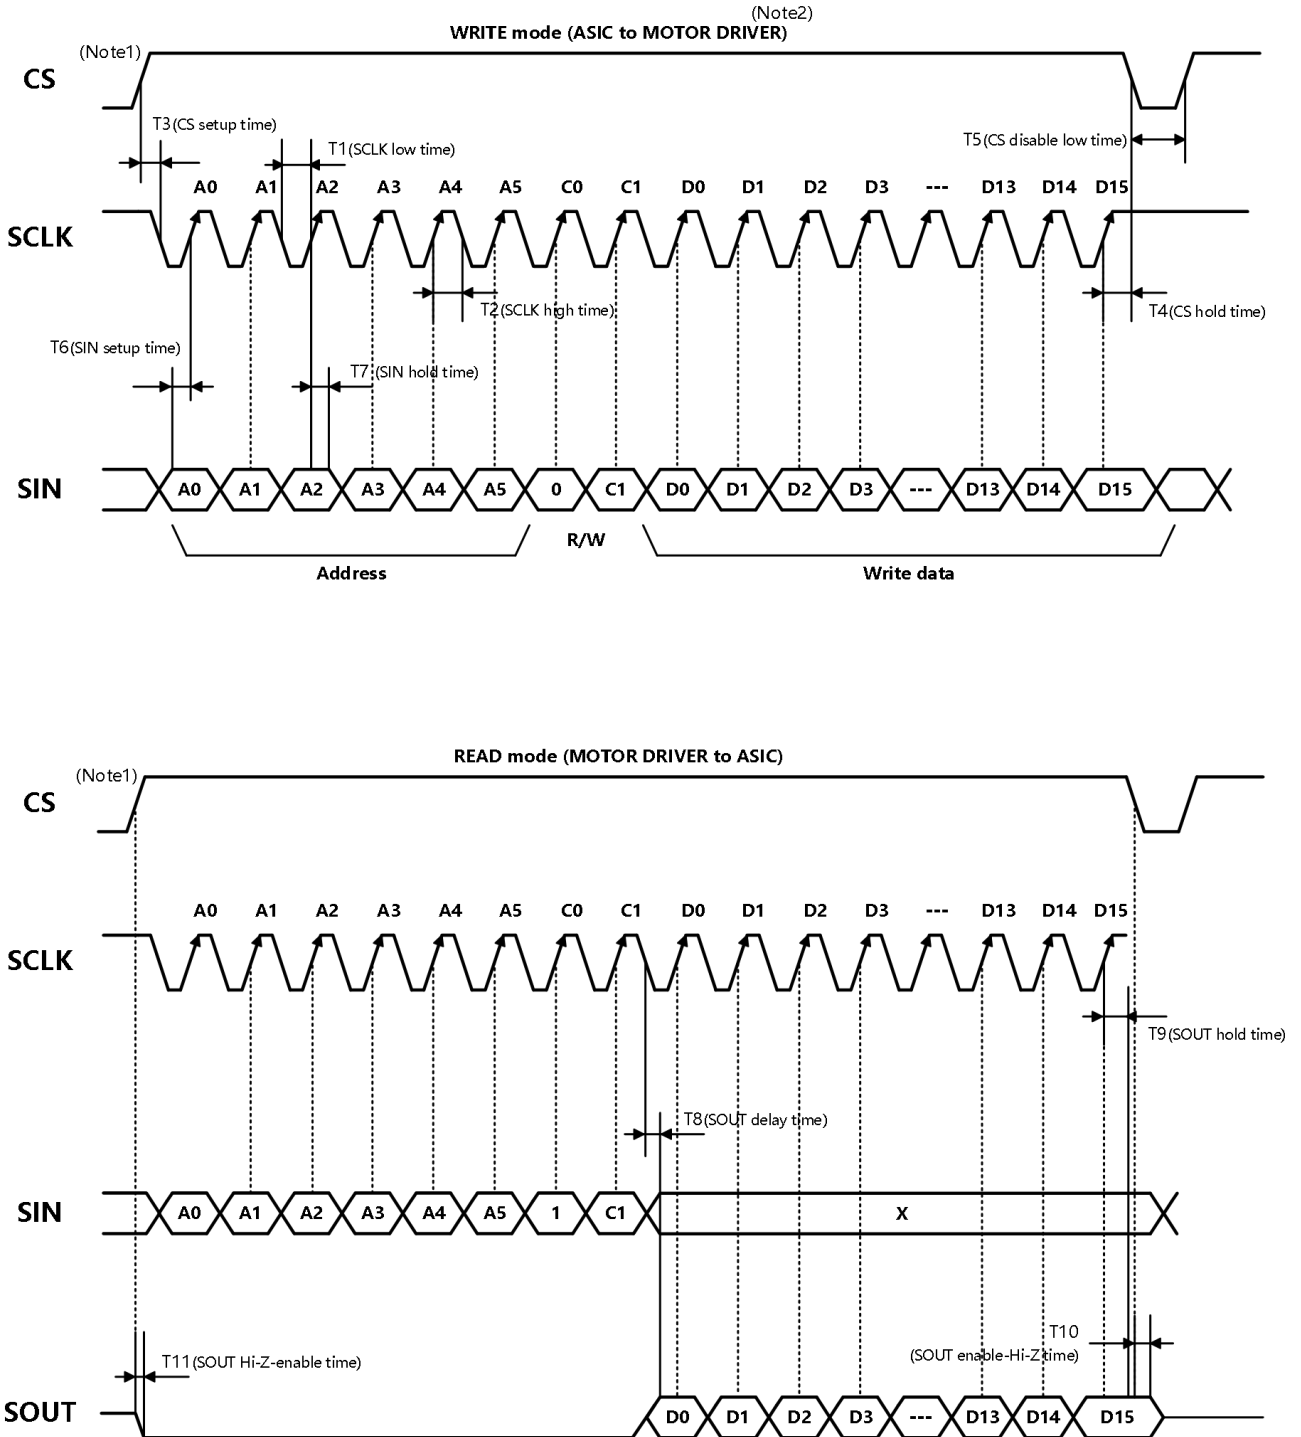 (Note2)
WRITE mode (ASIC to MOTOR DRIVER)
(Note1)
CS
T3(CS setup time)
T1(SCLK low time)
T5(CS disable low time)
A0 A1 A2 A3 A4 A5 C0 C1 D0 D1 D2 D3 --- D13 D14 D15
SCLK
T2(SCLK high time)
T4(CS hold time)
T6(SIN setup time)
T7(SIN hold time)
SIN
A0 A1 A2 A3 A4 A5 0 C1 D0 D1 D2 D3 --- D13 D14 D15
R/W
Address
Write data
READ mode (MOTOR DRIVER to ASIC)
(Note1)
CS
A0 A1 A2 A3 A4 A5 C0 C1 D0 D1 D2 D3 --- D13 D14 D15
SCLK
T9(SOUT hold time)
T8(SOUT delay time)
SIN
A0 A1 A2 A3 A4 A5 1 C1 X
T10
(SOUT enable-Hi-Z time)
T11(SOUT Hi-Z-enable time)
SOUT
D0 D1 D2 D3 --- D13 D14 D15